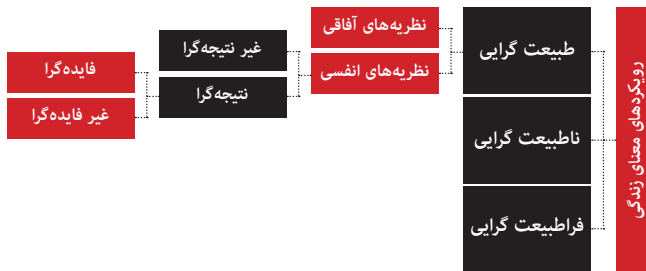 رویکردهای معنای زندگی
طبیعت گرایی
ناطبیعت گرایی
فراطبیعت گرایی
نظریه‌های آفاقی
نظریه‌های انفسی
غیر نتیجه‌گرا
نتیجه‌گرا
فایده‌گرا
غیر فایده‌گرا